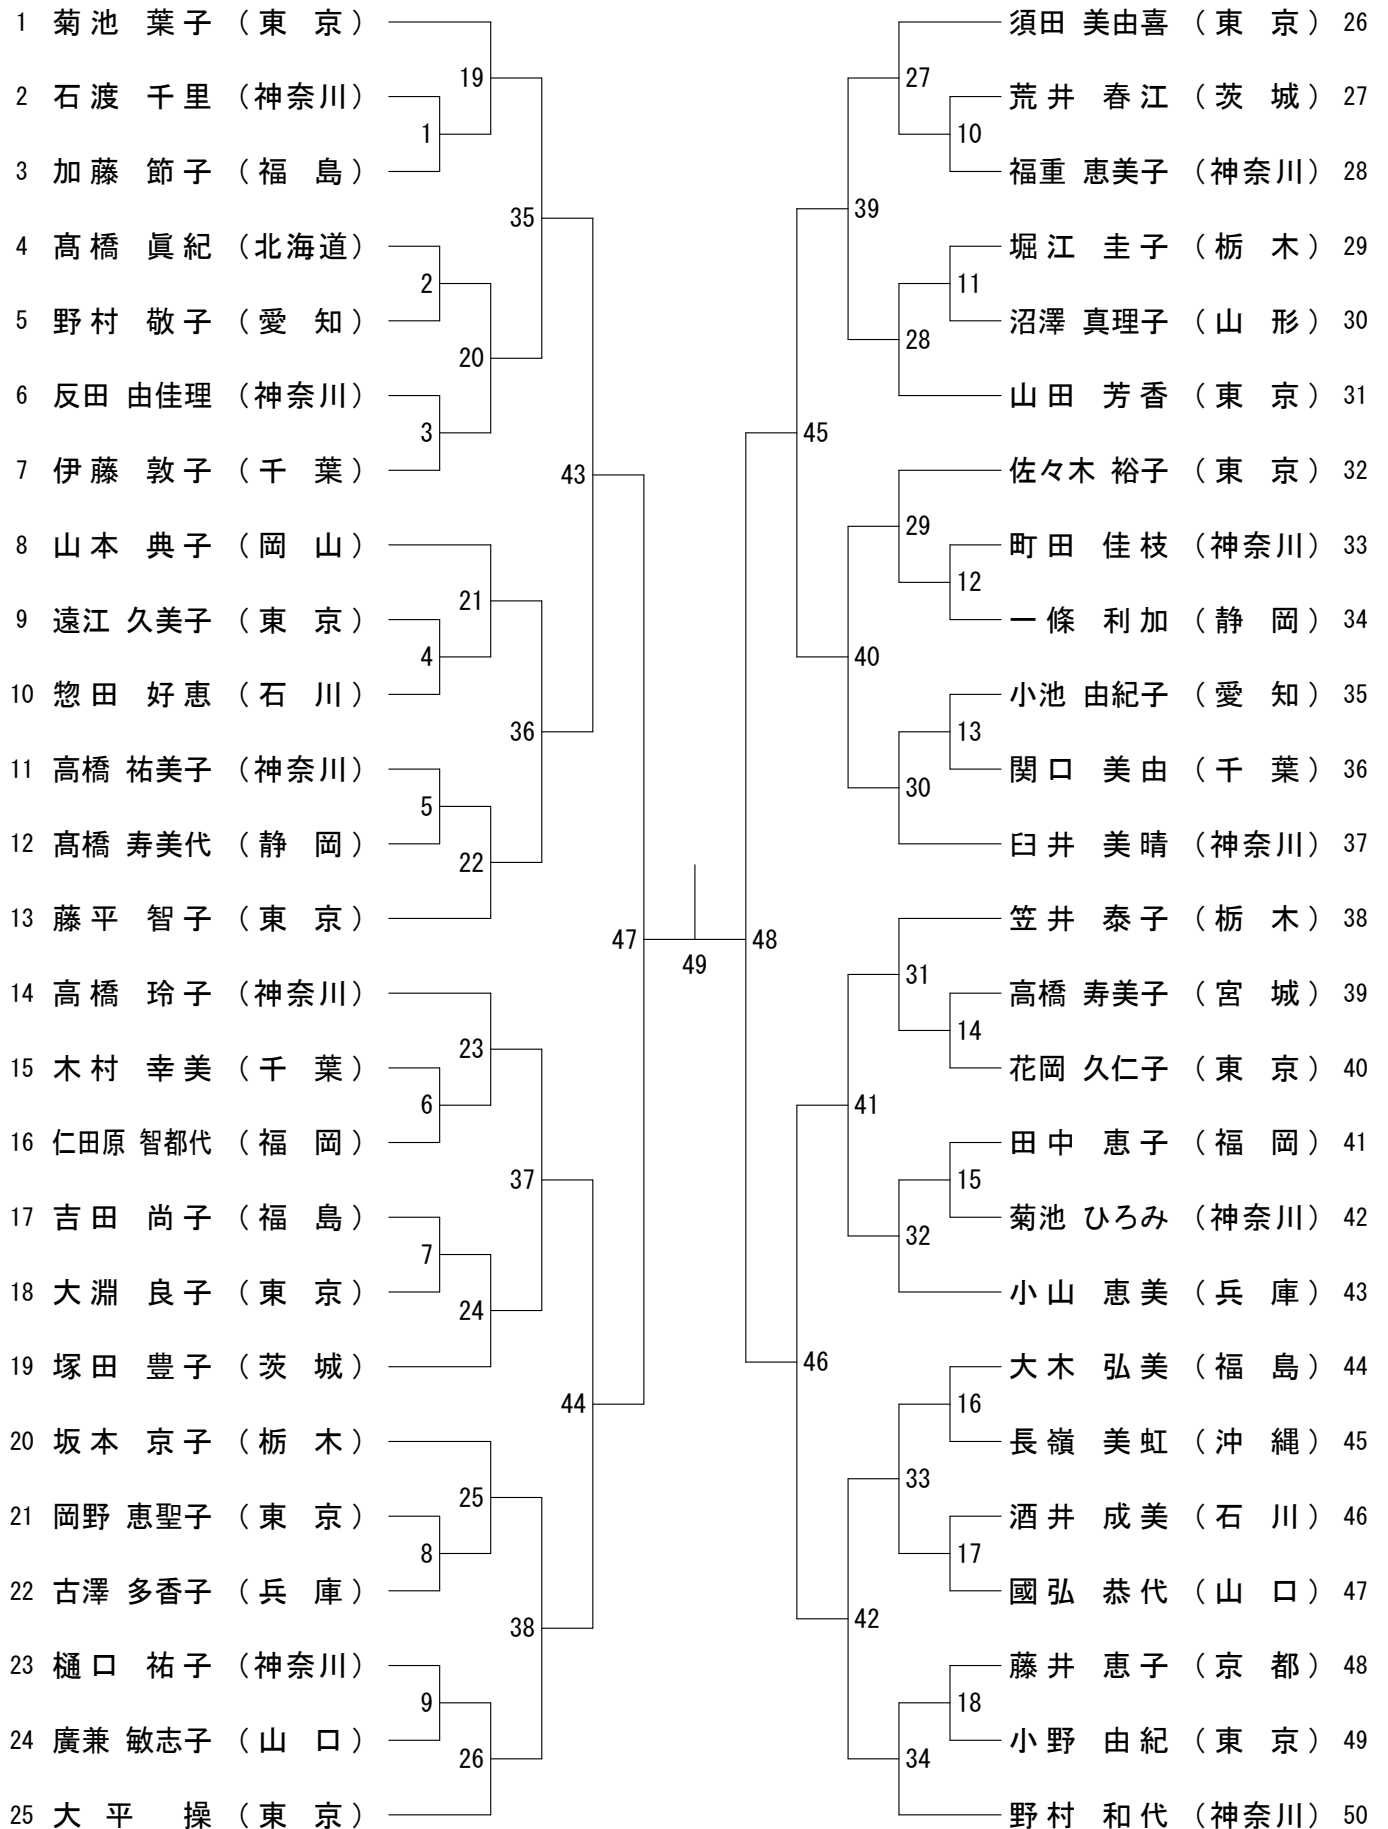 1 菊池 葉子 (東 京)
19
2 石渡 千里 (神奈川)
1
3 加藤 節子 (福 島)
35
4 髙橋 眞紀 (北海道)
2
5 野村 敬子 (愛 知)
20
6 反田 由佳理 (神奈川)
3
7 伊藤 敦子 (千 葉)
43
8 山本 典子 (岡 山)
21
9 遠江 久美子 (東 京)
4
10 惣田 好恵 (石 川)
36
11 高橋 祐美子 (神奈川)
5
12 髙橋 寿美代 (静 岡)
22
13 藤平 智子 (東 京)
47
14 高橋 玲子 (神奈川)
23
15 木村 幸美 (千 葉)
6
16 仁田原 智都代 (福 岡)
37
17 吉田 尚子 (福 島)
7
18 大淵 良子 (東 京)
24
19 塚田 豊子 (茨 城)
44
20 坂本 京子 (栃 木)
25
21 岡野 恵聖子 (東 京)
8
22 古澤 多香子 (兵 庫)
38
23 樋口 祐子 (神奈川)
9
24 廣兼 敏志子 (山 口)
26
25 大平 操 (東 京)
49
須田 美由喜 (東 京) 26
27
荒井 春江 (茨 城) 27
10
福重 恵美子 (神奈川) 28
39
堀江 圭子 (栃 木) 29
11
沼澤 真理子 (山 形) 30
28
山田 芳香 (東 京) 31
45
佐々木 裕子 (東 京) 32
29
町田 佳枝 (神奈川) 33
12
一條 利加 (静 岡) 34
40
小池 由紀子 (愛 知) 35
13
関口 美由 (千 葉) 36
30
臼井 美晴 (神奈川) 37
笠井 泰子 (栃 木) 38
48
31
高橋 寿美子 (宮 城) 39
14
花岡 久仁子 (東 京) 40
41
田中 恵子 (福 岡) 41
15
菊池 ひろみ (神奈川) 42
32
小山 恵美 (兵 庫) 43
46
大木 弘美 (福 島) 44
16
長嶺 美虹 (沖 縄) 45
33
酒井 成美 (石 川) 46
17
國弘 恭代 (山 口) 47
42
藤井 恵子 (京 都) 48
18
小野 由紀 (東 京) 49
34
野村 和代 (神奈川) 50